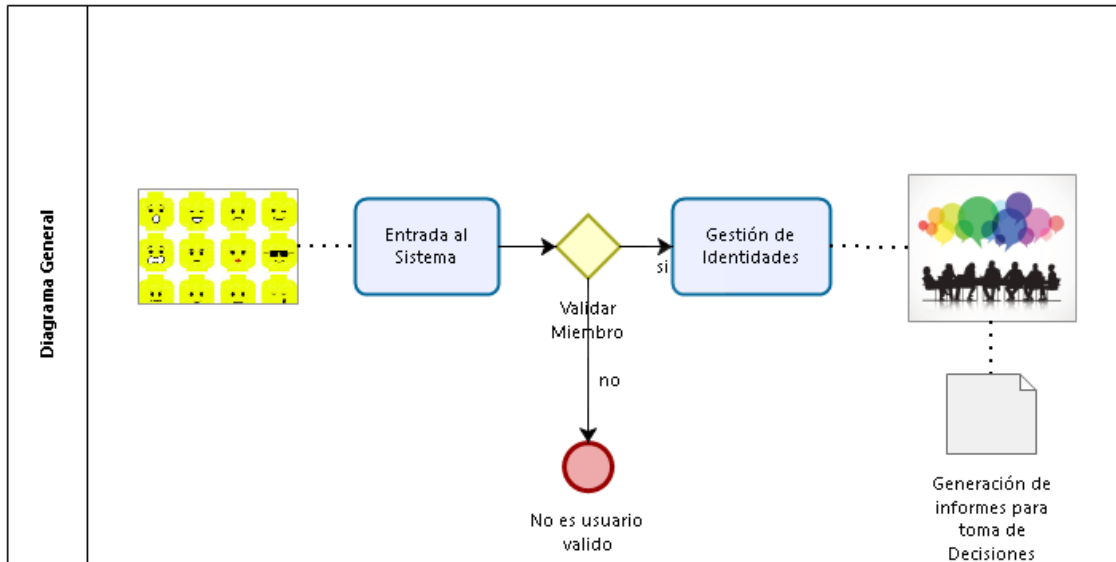 Diagrama General
Entrada al
Sistema
Validar
Miembro
si
Gestión de
Identidades
no
No es usuario
valido
Generación de
informes para
toma de
Decisiones